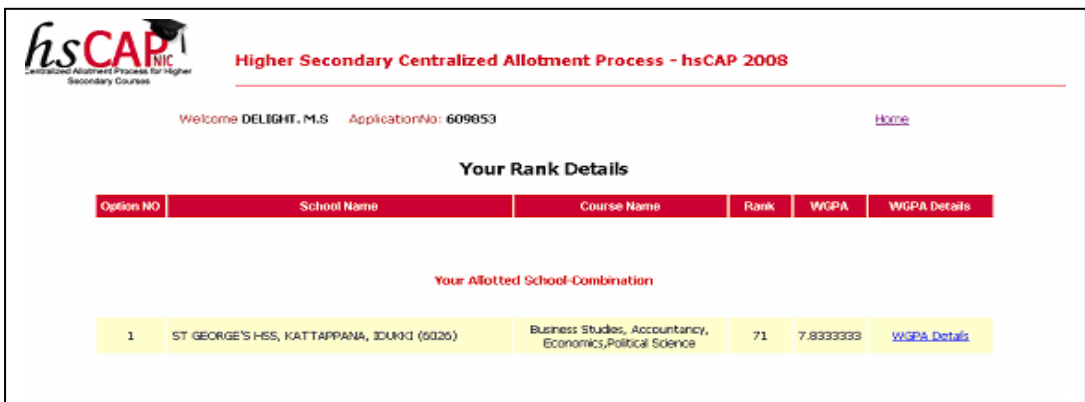 hsCAP
NIC
Centralized Allotment Process for Higher
Secondary Courses
Higher Secondary Centralized Allotment Process - hsCAP 2008
Welcome DELIGHT. M.S ApplicationNo: 609853 Home
Your Rank Details
Option NO School Name Course Name Rank WGPA WGPA Details
Your Allotted School-Combination
1 ST GEORGE'S HSS, KATTAPPANA, IDUKKI (6026) Business Studies, Accountancy, Economics,Political Science 71 7.8333333 WGPA Details